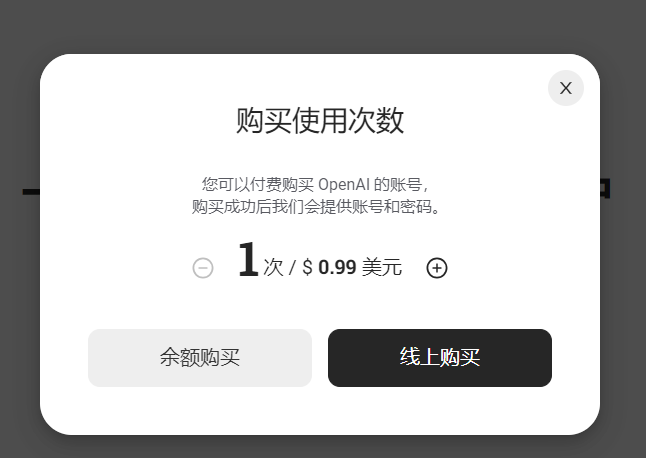 X
购买使用次数
您可以付费购买 OpenAI 的账号，
购买成功后我们会提供账号和密码。
1次 / $ 0.99 美元
余额购买
线上购买